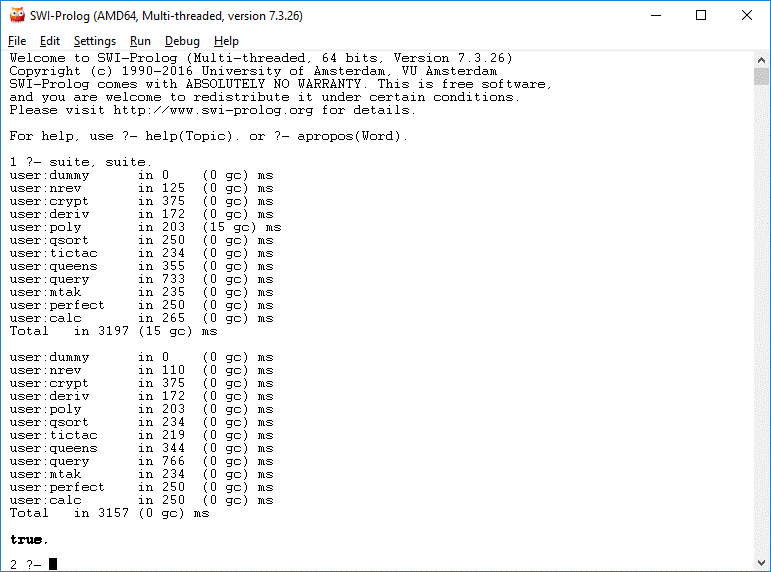 SWI-Prolog (AMD64, Multi-threaded, version 7.3.26)
File Edit Settings Run Debug Help
Welcome to SWI-Prolog (Multi-threaded, 64 bits, Version 7.3.26)
Copyright (c) 1990-2016 University of Amsterdam, VU Amsterdam
SWI-Prolog comes with ABSOLUTELY NO WARRANTY. This is free software,
and you are welcome to redistribute it under certain conditions.
Please visit http://www.swi-prolog.org for details.
For help, use ?- help(Topic). or ?- apropos(Word).
1 ?- suite, suite.
user:dummy in 0 (0 gc) ms
user:nrev in 125 (0 gc) ms
user:crypt in 375 (0 gc) ms
user:deriv in 172 (0 gc) ms
user:poly in 203 (15 gc) ms
user:qsort in 250 (0 gc) ms
user:tictac in 234 (0 gc) ms
user:queens in 355 (0 gc) ms
user:query in 733 (0 gc) ms
user:mtak in 235 (0 gc) ms
user:perfect in 250 (0 gc) ms
user:calc in 265 (0 gc) ms
Total in 3197 (15 gc) ms
user:dummy in 0 (0 gc) ms
user:nrev in 110 (0 gc) ms
user:crypt in 375 (0 gc) ms
user:deriv in 172 (0 gc) ms
user:poly in 203 (0 gc) ms
user:qsort in 234 (0 gc) ms
user:tictac in 219 (0 gc) ms
user:queens in 344 (0 gc) ms
user:query in 766 (0 gc) ms
user:mtak in 234 (0 gc) ms
user:perfect in 250 (0 gc) ms
user:calc in 250 (0 gc) ms
Total in 3157 (0 gc) ms
true.
2 ?-